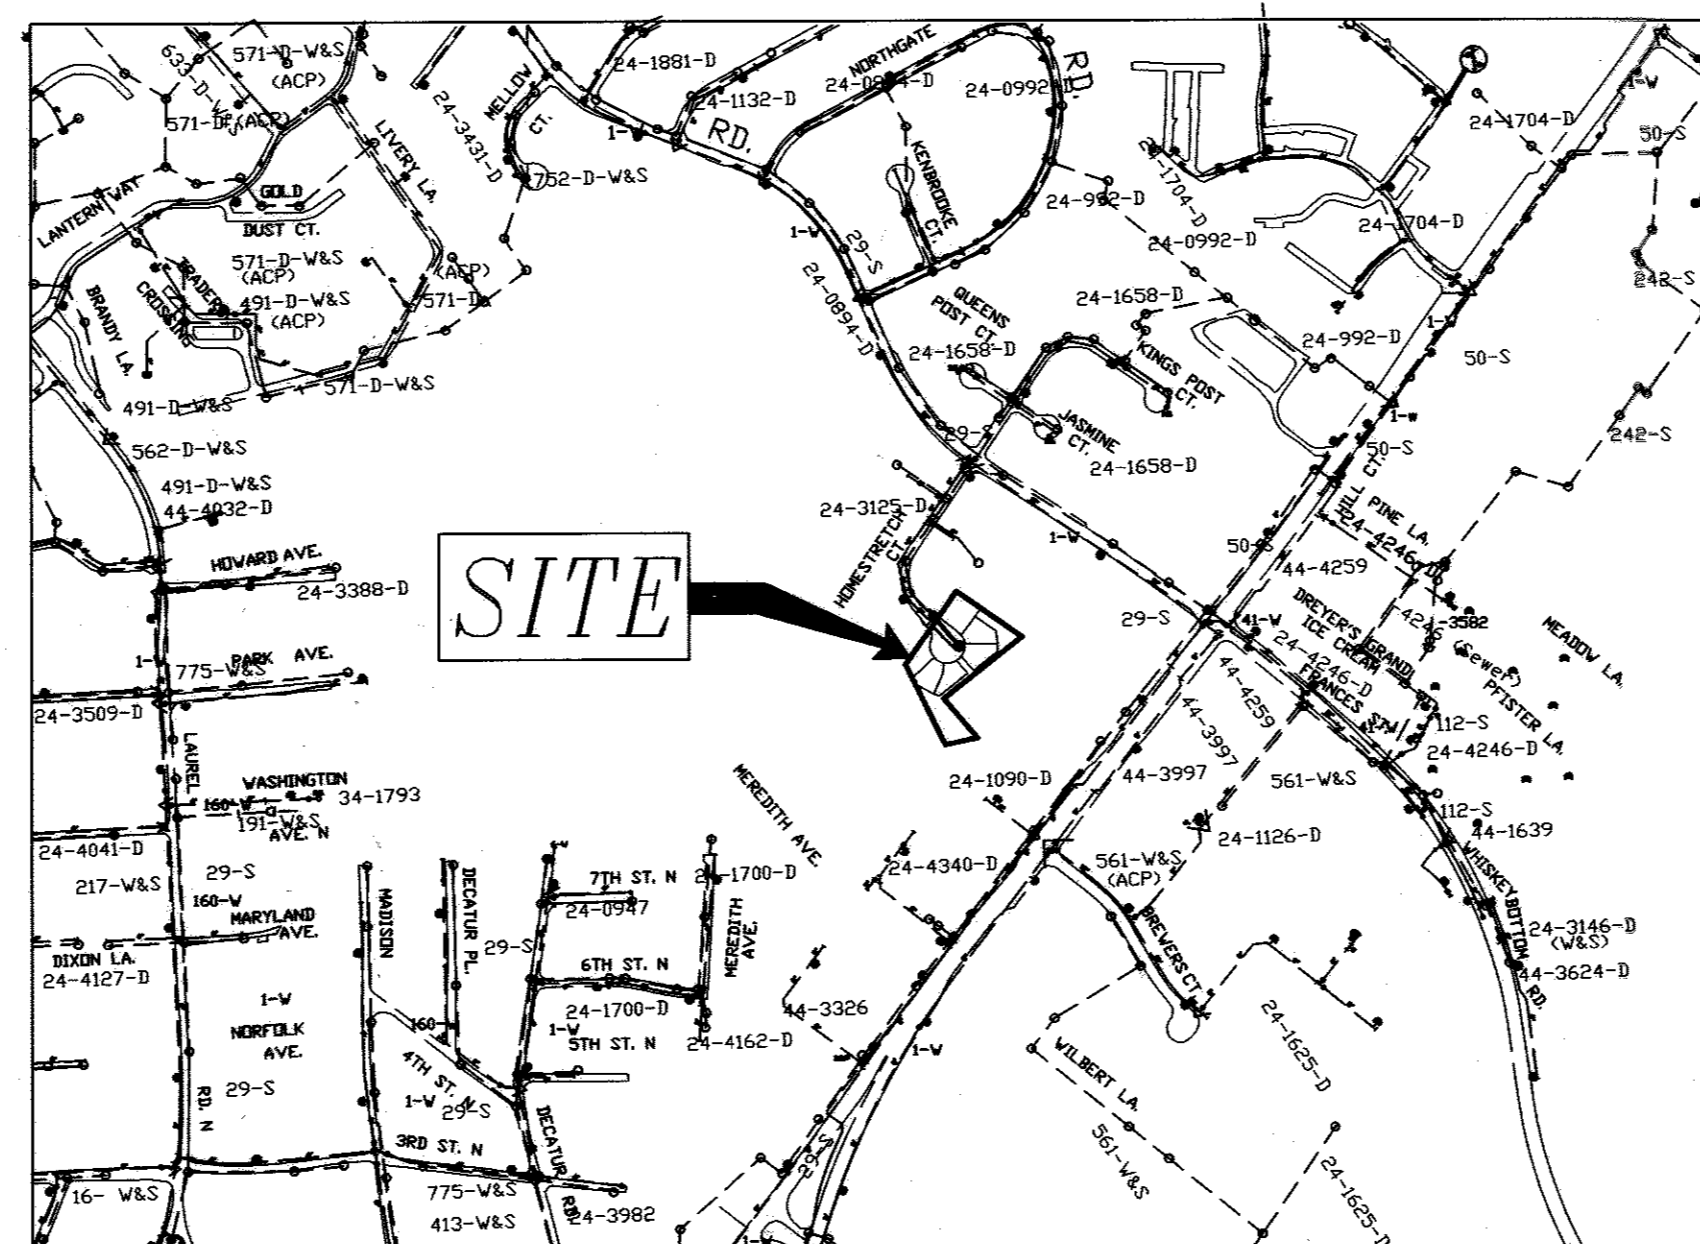 633-D-W&S
571-D-W&S
(ACP)
571-D (ACP)
LIVERY LA.
24-3431-D
MELLOW
CT.
24-1881-D
24-1132-D
RD.
1-W
752-D-W&S
NORTHGATE
RD.
24-0992-D
KENBROOKE
CT.
24-992-D
24-1704-D
24-1704-D
24-0992-D
24-1704-D
1-W
50-S
242-S
LANTERN WAY
GOLD
DUST CT.
571-D-W&S
(ACP)
TRADERS
CROSSING
491-D-W&S
(ACP)
(ACP)
571-D
BRANDY LA.
491-D-W&S
571-D-W&S
562-D-W&S
491-D-W&S
44-4032-D
1-W
29-S
24-0894-D
QUEENS
POST CT.
24-1658-D
24-1658-D
KINGS POST
CT.
24-992-D
1-W
50-S
1-W
50-S
242-S
JASMINE
CT.
24-1658-D
29-S
24-3125-D
HOMESTRETCH
CT.
1-W
50-S
HILL CT.
PINE LA.
24-4246-D
44-4259
HOWARD AVE.
24-3388-D
SITE
29-S
41-W
DREYER'S GRAND
ICE CREAM
24-4246-D
FRANCES ST.
-4246 (Sewer)
-3582
MEADOW LA.
PFISTER LA.
1-W
PARK AVE.
775-W&S
24-3509-D
LAUREL
44-4259
44-3997
112-S
24-4246-D
WASHINGTON
AVE. N
160-W
34-1793
191-W&S
MEREDITH AVE.
24-1090-D
44-3997
561-W&S
24-1126-D
112-S
44-1639
24-4041-D
217-W&S
29-S
160-W
MARYLAND
AVE.
MADISON
DECATUR PL.
7TH ST. N
24-1700-D
24-0947
29-S
MEREDITH
AVE.
24-4340-D
561-W&S
(ACP)
BREWERS CT.
WHISKEYBOTTOM
RD.
24-3146-D
(W&S)
44-3624-D
DIXON LA.
24-4127-D
6TH ST. N
24-1700-D
1-W
NORFOLK
AVE.
1-W
5TH ST. N
24-4162-D
44-3326
1-W
24-1625-D
WILBERT LA.
4TH ST. N
1-W
29-S
29-S
RD. N
3RD ST. N
DECATUR
RD.
29-S
561-W&S
24-1625-D
16- W&S
775-W&S
413-W&S
24-3982
1-W